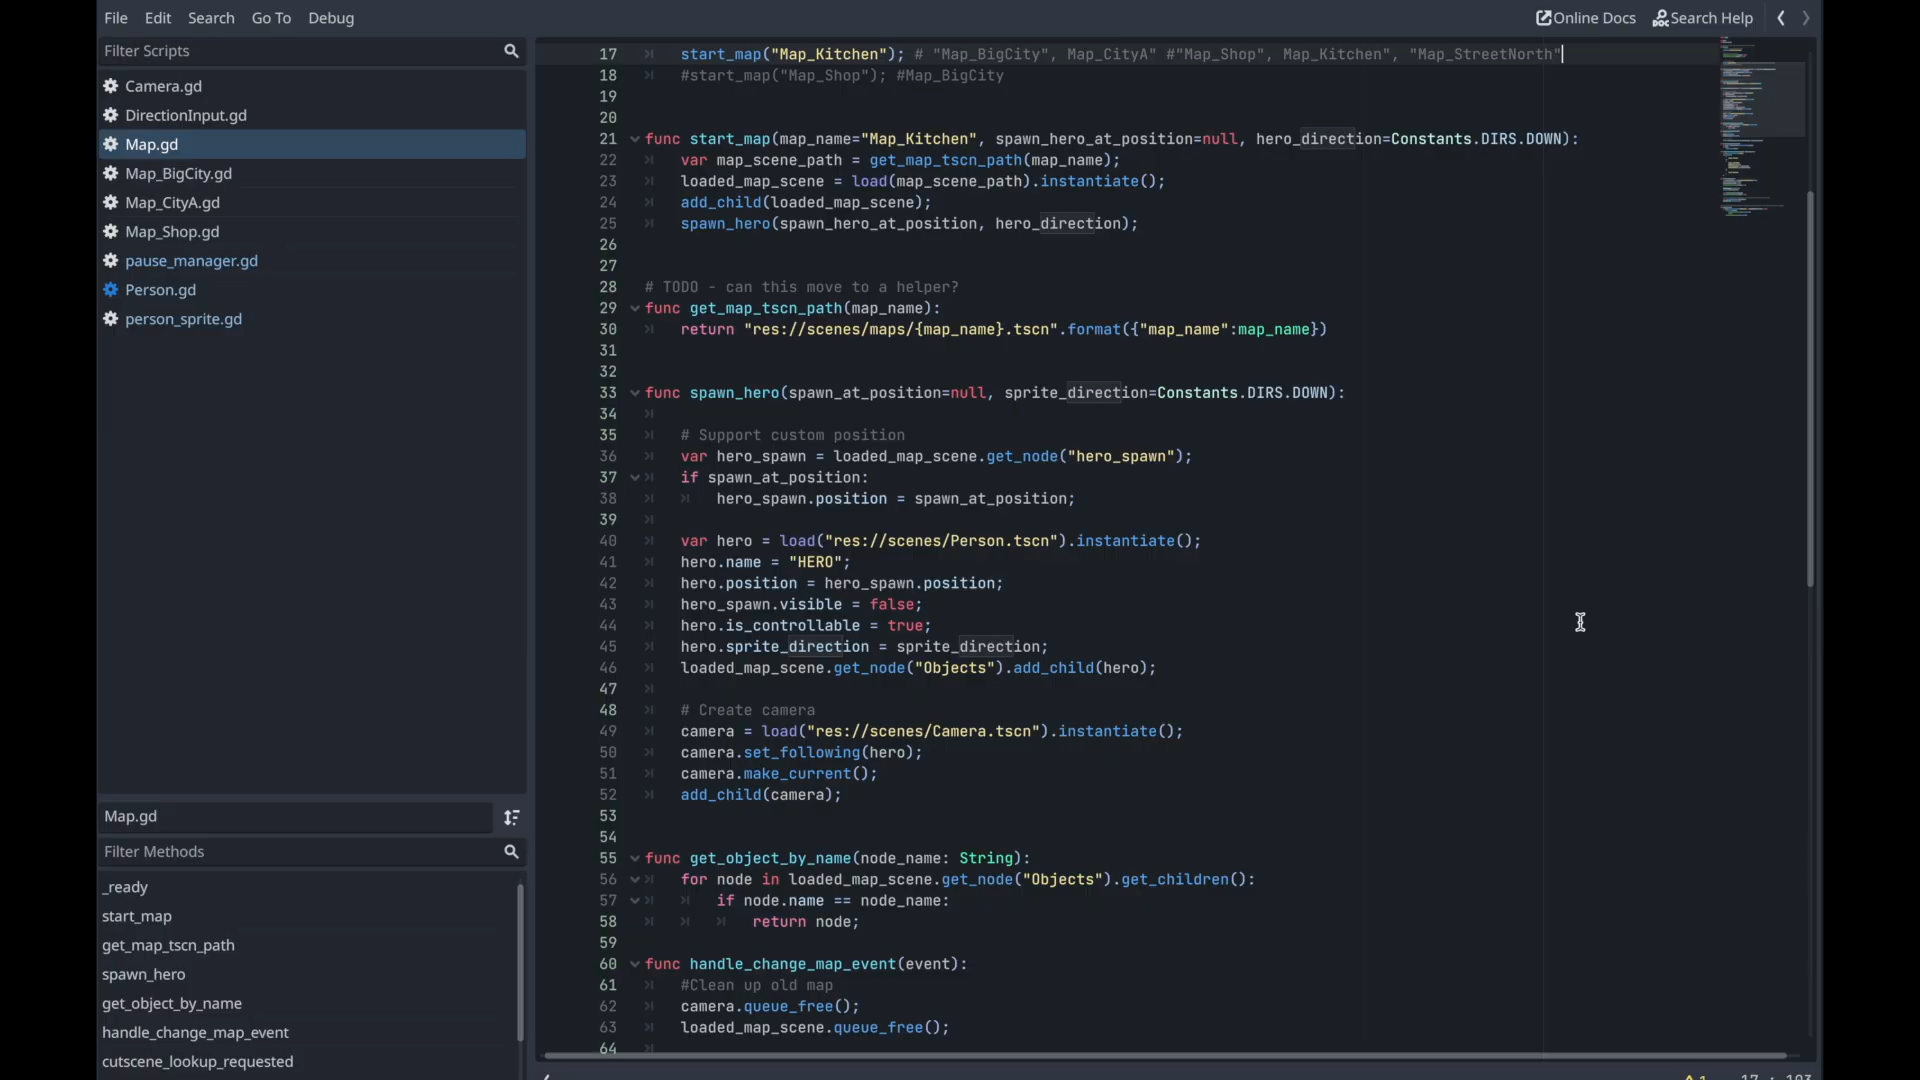 File Edit Search Go To Debug
Online Docs Search Help
Filter Scripts
Camera.gd
DirectionInput.gd
Map.gd
Map_BigCity.gd
Map_CityA.gd
Map_Shop.gd
pause_manager.gd
Person.gd
person_sprite.gd
Map.gd
Filter Methods
_ready
start_map
get_map_tscn_path
spawn_hero
get_object_by_name
handle_change_map_event
cutscene_lookup_requested
17 start_map("Map_Kitchen"); # "Map_BigCity", Map_CityA" #"Map_Shop", Map_Kitchen", "Map_StreetNorth"
18 #start_map("Map_Shop"); #Map_BigCity
19
20
21 func start_map(map_name="Map_Kitchen", spawn_hero_at_position=null, hero_direction=Constants.DIRS.DOWN):
22 var map_scene_path = get_map_tscn_path(map_name);
23 loaded_map_scene = load(map_scene_path).instantiate();
24 add_child(loaded_map_scene);
25 spawn_hero(spawn_hero_at_position, hero_direction);
26
27
28 # TODO - can this move to a helper?
29 func get_map_tscn_path(map_name):
30 return "res://scenes/maps/{map_name}.tscn".format({"map_name":map_name})
31
32
33 func spawn_hero(spawn_at_position=null, sprite_direction=Constants.DIRS.DOWN):
34
35 # Support custom position
36 var hero_spawn = loaded_map_scene.get_node("hero_spawn");
37 if spawn_at_position:
38 hero_spawn.position = spawn_at_position;
39
40 var hero = load("res://scenes/Person.tscn").instantiate();
41 hero.name = "HERO";
42 hero.position = hero_spawn.position;
43 hero_spawn.visible = false;
44 hero.is_controllable = true;
45 hero.sprite_direction = sprite_direction;
46 loaded_map_scene.get_node("Objects").add_child(hero);
47
48 # Create camera
49 camera = load("res://scenes/Camera.tscn").instantiate();
50 camera.set_following(hero);
51 camera.make_current();
52 add_child(camera);
53
54
55 func get_object_by_name(node_name: String):
56 for node in loaded_map_scene.get_node("Objects").get_children():
57 if node.name == node_name:
58 return node;
59
60 func handle_change_map_event(event):
61 #Clean up old map
62 camera.queue_free();
63 loaded_map_scene.queue_free();
64